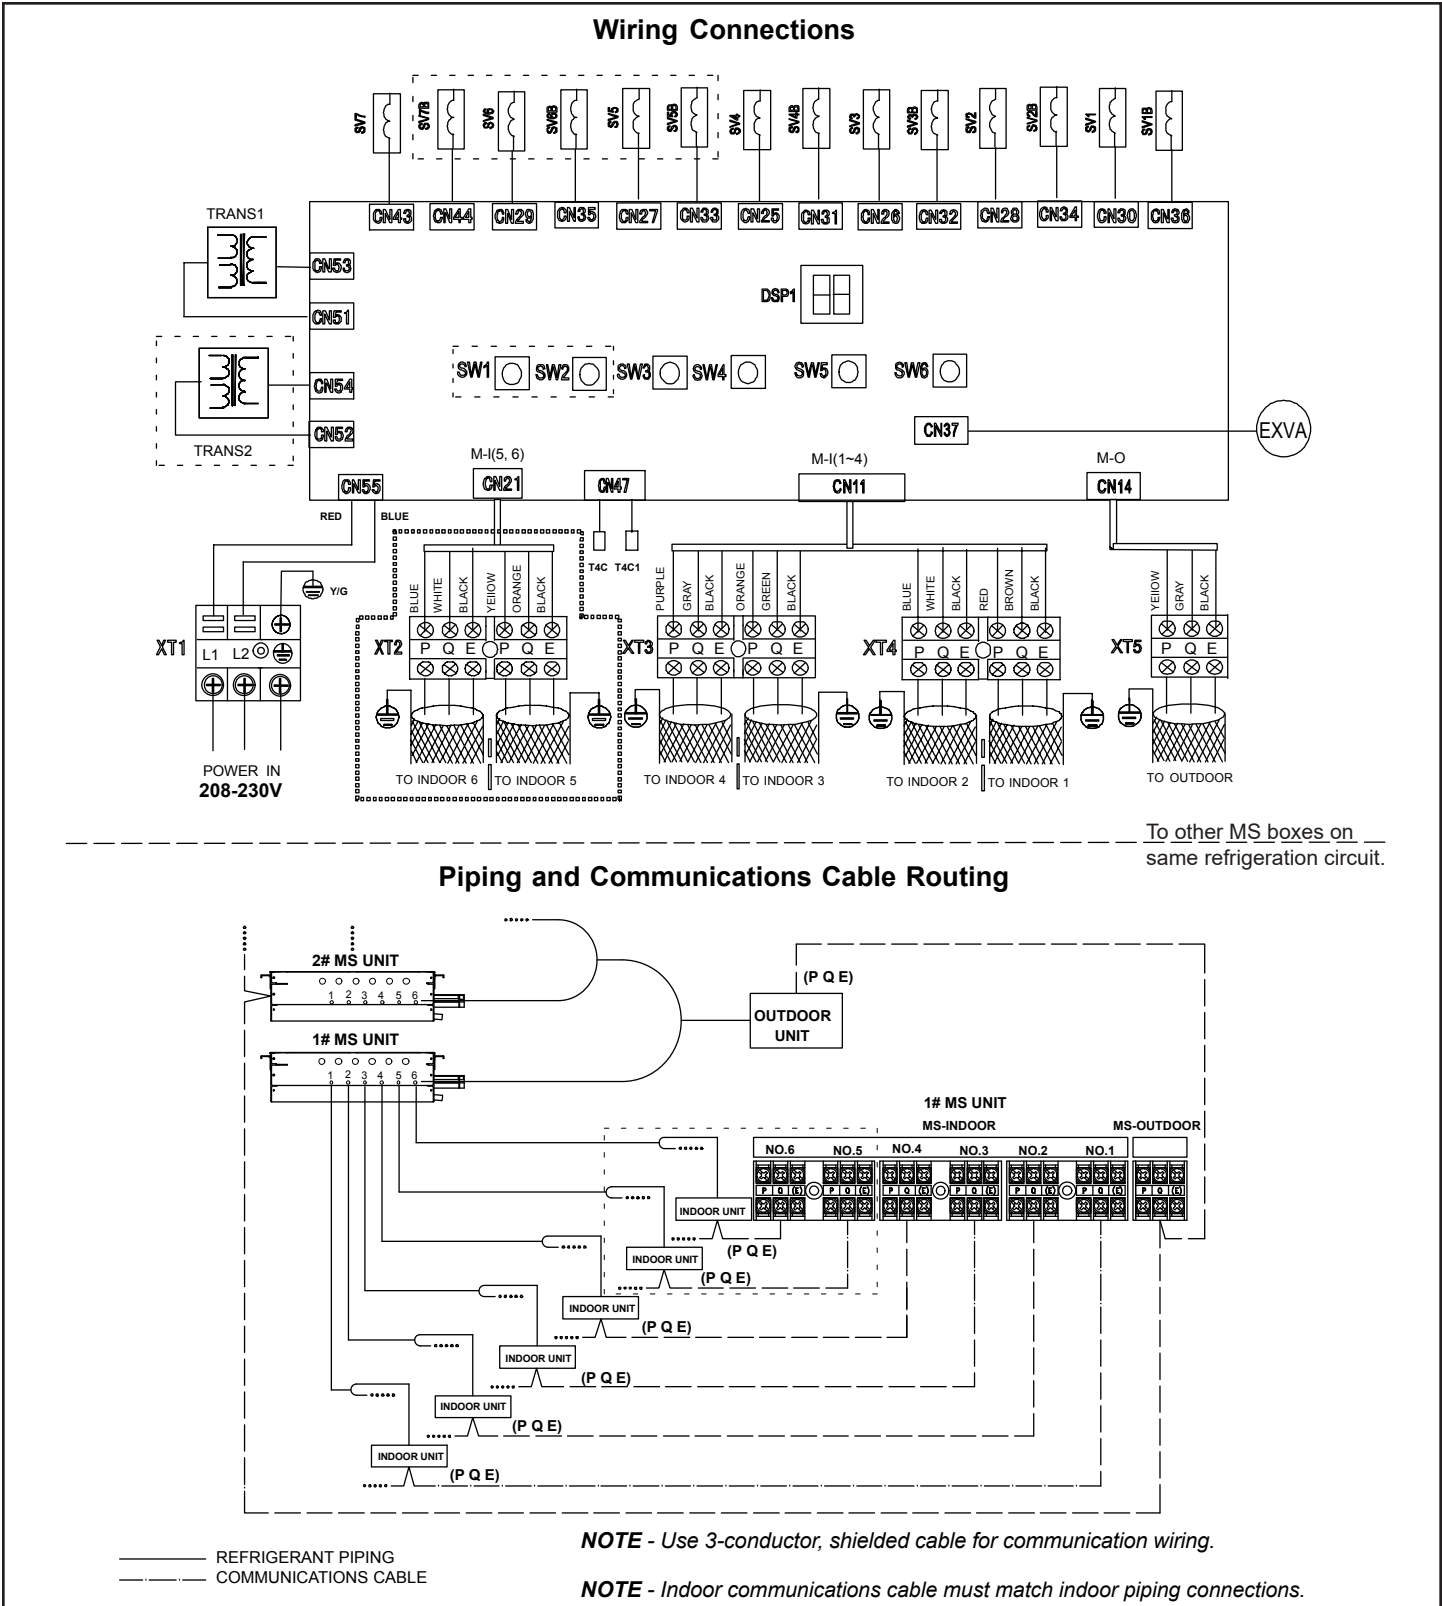 Wiring Connections
SV7 SV7B SV6 SV6B SV5 SV5B SV4 SV4B SV3 SV3B SV2 SV2B SV1 SV1B
CN43 CN44 CN29 CN35 CN27 CN33 CN25 CN31 CN26 CN32 CN28 CN34 CN30 CN36
TRANS1
CN53
CN51
DSP1
SW1 SW2 SW3 SW4 SW5 SW6
CN54
CN52
TRANS2
CN37
EXVA
M-I(5, 6) M-I(1~4) M-O
CN55 CN21 CN47 CN11 CN14
RED BLUE
T4C T4C1
Y/G
BLUE WHITE BLACK YEllOW ORANGE BLACK
PURPLE GRAY BLACK ORANGE GREEN BLACK
BLUE WHITE BLACK RED BROWN BLACK
YEllOW GRAY BLACK
XT1 L1 L2
XT2 P Q E P Q E
XT3 P Q E P Q E
XT4 P Q E P Q E
XT5 P Q E
POWER IN
208-230V
TO INDOOR 6 TO INDOOR 5 TO INDOOR 4 TO INDOOR 3 TO INDOOR 2 TO INDOOR 1 TO OUTDOOR
To other MS boxes on
same refrigeration circuit.
Piping and Communications Cable Routing
2# MS UNIT
1 2 3 4 5 6
1# MS UNIT
1 2 3 4 5 6
(P Q E)
OUTDOOR
UNIT
1# MS UNIT
MS-INDOOR MS-OUTDOOR
NO.6 NO.5 NO.4 NO.3 NO.2 NO.1
P Q (E) P Q (E) P Q (E) P Q (E) P Q (E) P Q (E) P Q (E)
INDOOR UNIT
(P Q E)
INDOOR UNIT
(P Q E)
INDOOR UNIT
(P Q E)
INDOOR UNIT
(P Q E)
INDOOR UNIT
(P Q E)
INDOOR UNIT
(P Q E)
REFRIGERANT PIPING
COMMUNICATIONS CABLE
NOTE - Use 3-conductor, shielded cable for communication wiring.
NOTE - Indoor communications cable must match indoor piping connections.